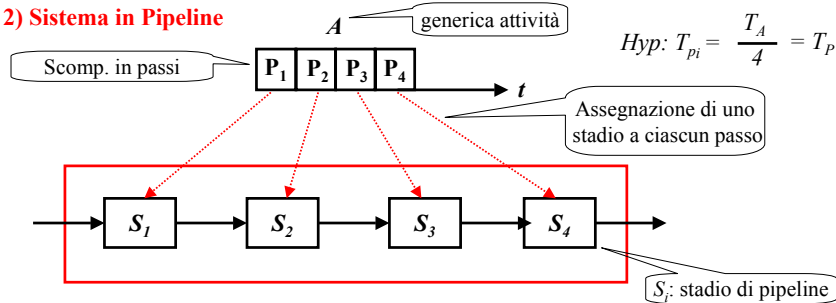 2) Sistema in Pipeline
A
generica attività
Hyp: T_pi = T_A / 4 = T_P
Scomp. in passi
P1 P2 P3 P4
t
Assegnazione di uno
stadio a ciascun passo
S1 S2 S3 S4
Si: stadio di pipeline